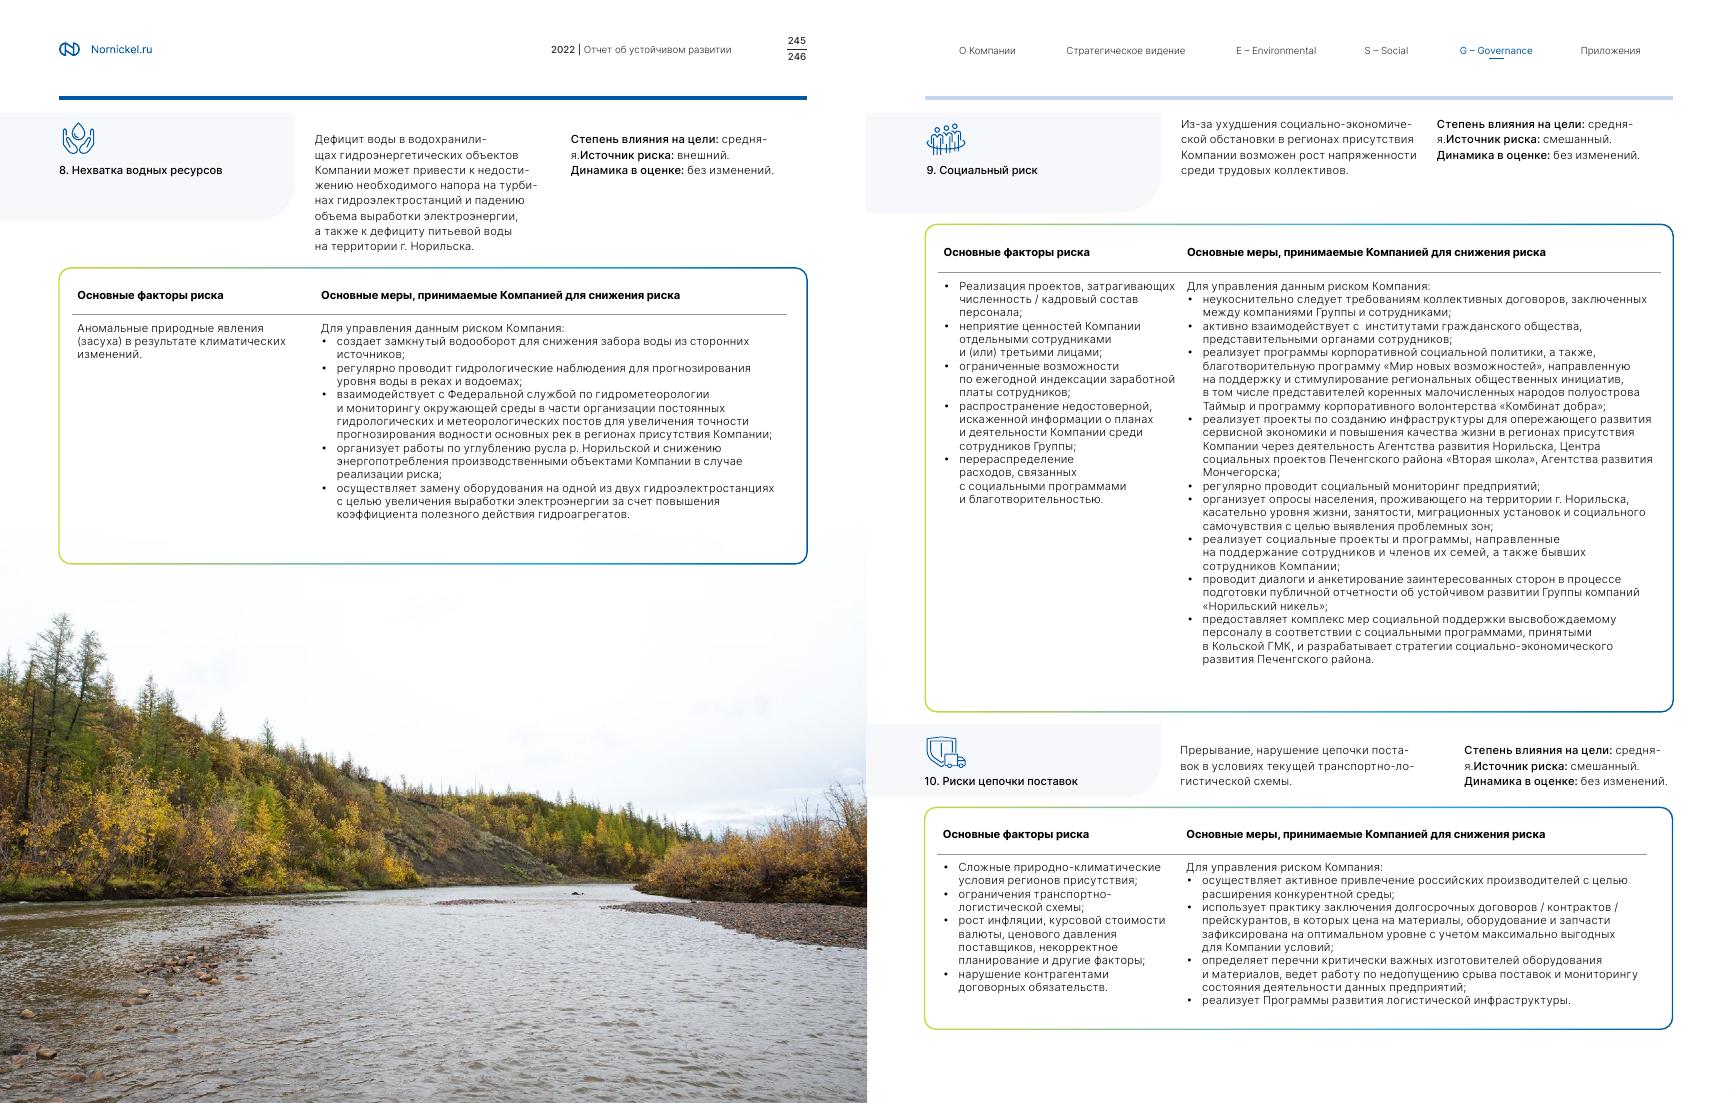 Nornickel.ru
2022 | Отчет об устойчивом развитии
245
246
О Компании
Стратегическое видение
E – Environmental
S – Social
G – Governance
Приложения
8. Нехватка водных ресурсов
Дефицит воды в водохранили-
щах гидроэнергетических объектов
Компании может привести к недости-
жению необходимого напора на турби-
нах гидроэлектростанций и падению
объема выработки электроэнергии,
а также к дефициту питьевой воды
на территории г. Норильска.
Степень влияния на цели: средня-
я.Источник риска: внешний.
Динамика в оценке: без изменений.
Основные факторы риска
Основные меры, принимаемые Компанией для снижения риска
Аномальные природные явления
(засуха) в результате климатических
изменений.
Для управления данным риском Компания:
• создает замкнутый водооборот для снижения забора воды из сторонних
источников;
• регулярно проводит гидрологические наблюдения для прогнозирования
уровня воды в реках и водоемах;
• взаимодействует с Федеральной службой по гидрометеорологии
и мониторингу окружающей среды в части организации постоянных
гидрологических и метеорологических постов для увеличения точности
прогнозирования водности основных рек в регионах присутствия Компании;
• организует работы по углублению русла р. Норильской и снижению
энергопотребления производственными объектами Компании в случае
реализации риска;
• осуществляет замену оборудования на одной из двух гидроэлектростанциях
с целью увеличения выработки электроэнергии за счет повышения
коэффициента полезного действия гидроагрегатов.
9. Социальный риск
Из-за ухудшения социально-экономиче-
ской обстановки в регионах присутствия
Компании возможен рост напряженности
среди трудовых коллективов.
Степень влияния на цели: средня-
я.Источник риска: смешанный.
Динамика в оценке: без изменений.
Основные факторы риска
Основные меры, принимаемые Компанией для снижения риска
• Реализация проектов, затрагивающих
численность / кадровый состав
персонала;
• неприятие ценностей Компании
отдельными сотрудниками
и (или) третьими лицами;
• ограниченные возможности
по ежегодной индексации заработной
платы сотрудников;
• распространение недостоверной,
искаженной информации о планах
и деятельности Компании среди
сотрудников Группы;
• перераспределение
расходов, связанных
с социальными программами
и благотворительностью.
Для управления данным риском Компания:
• неукоснительно следует требованиям коллективных договоров, заключенных
между компаниями Группы и сотрудниками;
• активно взаимодействует с  институтами гражданского общества,
представительными органами сотрудников;
• реализует программы корпоративной социальной политики, а также,
благотворительную программу «Мир новых возможностей», направленную
на поддержку и стимулирование региональных общественных инициатив,
в том числе представителей коренных малочисленных народов полуострова
Таймыр и программу корпоративного волонтерства «Комбинат добра»;
• реализует проекты по созданию инфраструктуры для опережающего развития
сервисной экономики и повышения качества жизни в регионах присутствия
Компании через деятельность Агентства развития Норильска, Центра
социальных проектов Печенгского района «Вторая школа», Агентства развития
Мончегорска;
• регулярно проводит социальный мониторинг предприятий;
• организует опросы населения, проживающего на территории г. Норильска,
касательно уровня жизни, занятости, миграционных установок и социального
самочувствия с целью выявления проблемных зон;
• реализует социальные проекты и программы, направленные
на поддержание сотрудников и членов их семей, а также бывших
сотрудников Компании;
• проводит диалоги и анкетирование заинтересованных сторон в процессе
подготовки публичной отчетности об устойчивом развитии Группы компаний
«Норильский никель»;
• предоставляет комплекс мер социальной поддержки высвобождаемому
персоналу в соответствии с социальными программами, принятыми
в Кольской ГМК, и разрабатывает стратегии социально-экономического
развития Печенгского района.
10. Риски цепочки поставок
Прерывание, нарушение цепочки поста-
вок в условиях текущей транспортно-ло-
гистической схемы.
Степень влияния на цели: средня-
я.Источник риска: смешанный.
Динамика в оценке: без изменений.
Основные факторы риска
Основные меры, принимаемые Компанией для снижения риска
• Сложные природно-климатические
условия регионов присутствия;
• ограничения транспортно-
логистической схемы;
• рост инфляции, курсовой стоимости
валюты, ценового давления
поставщиков, некорректное
планирование и другие факторы;
• нарушение контрагентами
договорных обязательств.
Для управления риском Компания:
• осуществляет активное привлечение российских производителей с целью
расширения конкурентной среды;
• использует практику заключения долгосрочных договоров / контрактов /
прейскурантов, в которых цена на материалы, оборудование и запчасти
зафиксирована на оптимальном уровне с учетом максимально выгодных
для Компании условий;
• определяет перечни критически важных изготовителей оборудования
и материалов, ведет работу по недопущению срыва поставок и мониторингу
состояния деятельности данных предприятий;
• реализует Программы развития логистической инфраструктуры.